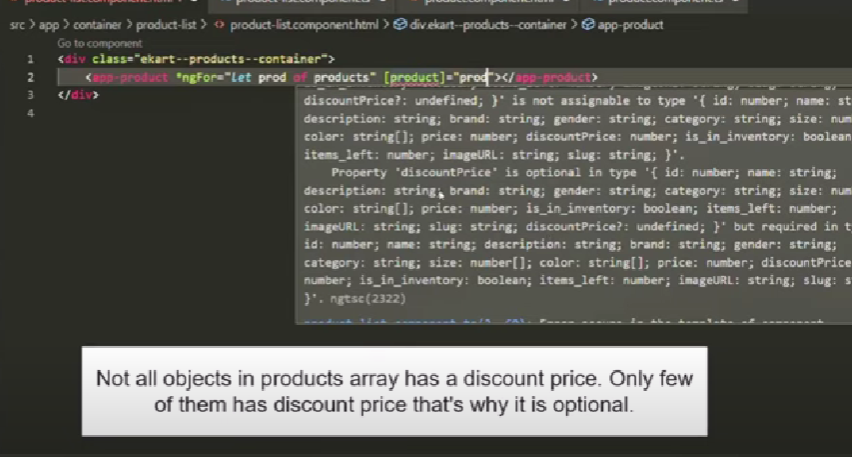 src > app > container > product-list > <> product-list.component.html > div.ekart--products--container > app-product
Go to component
1 <div class="ekart--products--container">
2 <app-product *ngFor="let prod of products" [product]="prod"></app-product>
3 </div>
4
discountPrice?: undefined; }' is not assignable to type '{ id: number; name: st
description: string; brand: string; gender: string; category: string; size: num
color: string[]; price: number; discountPrice: number; is_in_inventory: boolean
items_left: number; imageURL: string; slug: string; }'.
Property 'discountPrice' is optional in type '{ id: number; name: string;
description: string; brand: string; gender: string; category: string; size: num
color: string[]; price: number; is_in_inventory: boolean; items_left: number;
imageURL: string; slug: string; discountPrice?: undefined; }' but required in t
id: number; name: string; description: string; brand: string; gender: string;
category: string; size: number[]; color: string[]; price: number; discountPrice
number; is_in_inventory: boolean; items_left: number; imageURL: string; slug: s
}'. ngtsc(2322)
Not all objects in products array has a discount price. Only few
of them has discount price that's why it is optional.